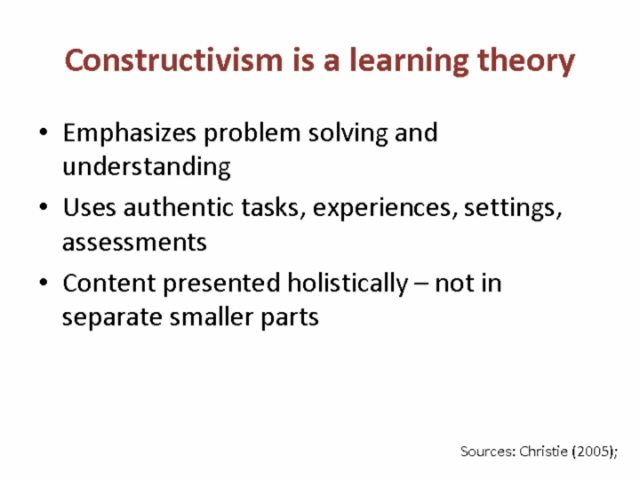 Constructivism is a learning theory
• Emphasizes problem solving and
understanding
• Uses authentic tasks, experiences, settings,
assessments
• Content presented holistically – not in
separate smaller parts
Sources: Christie (2005);